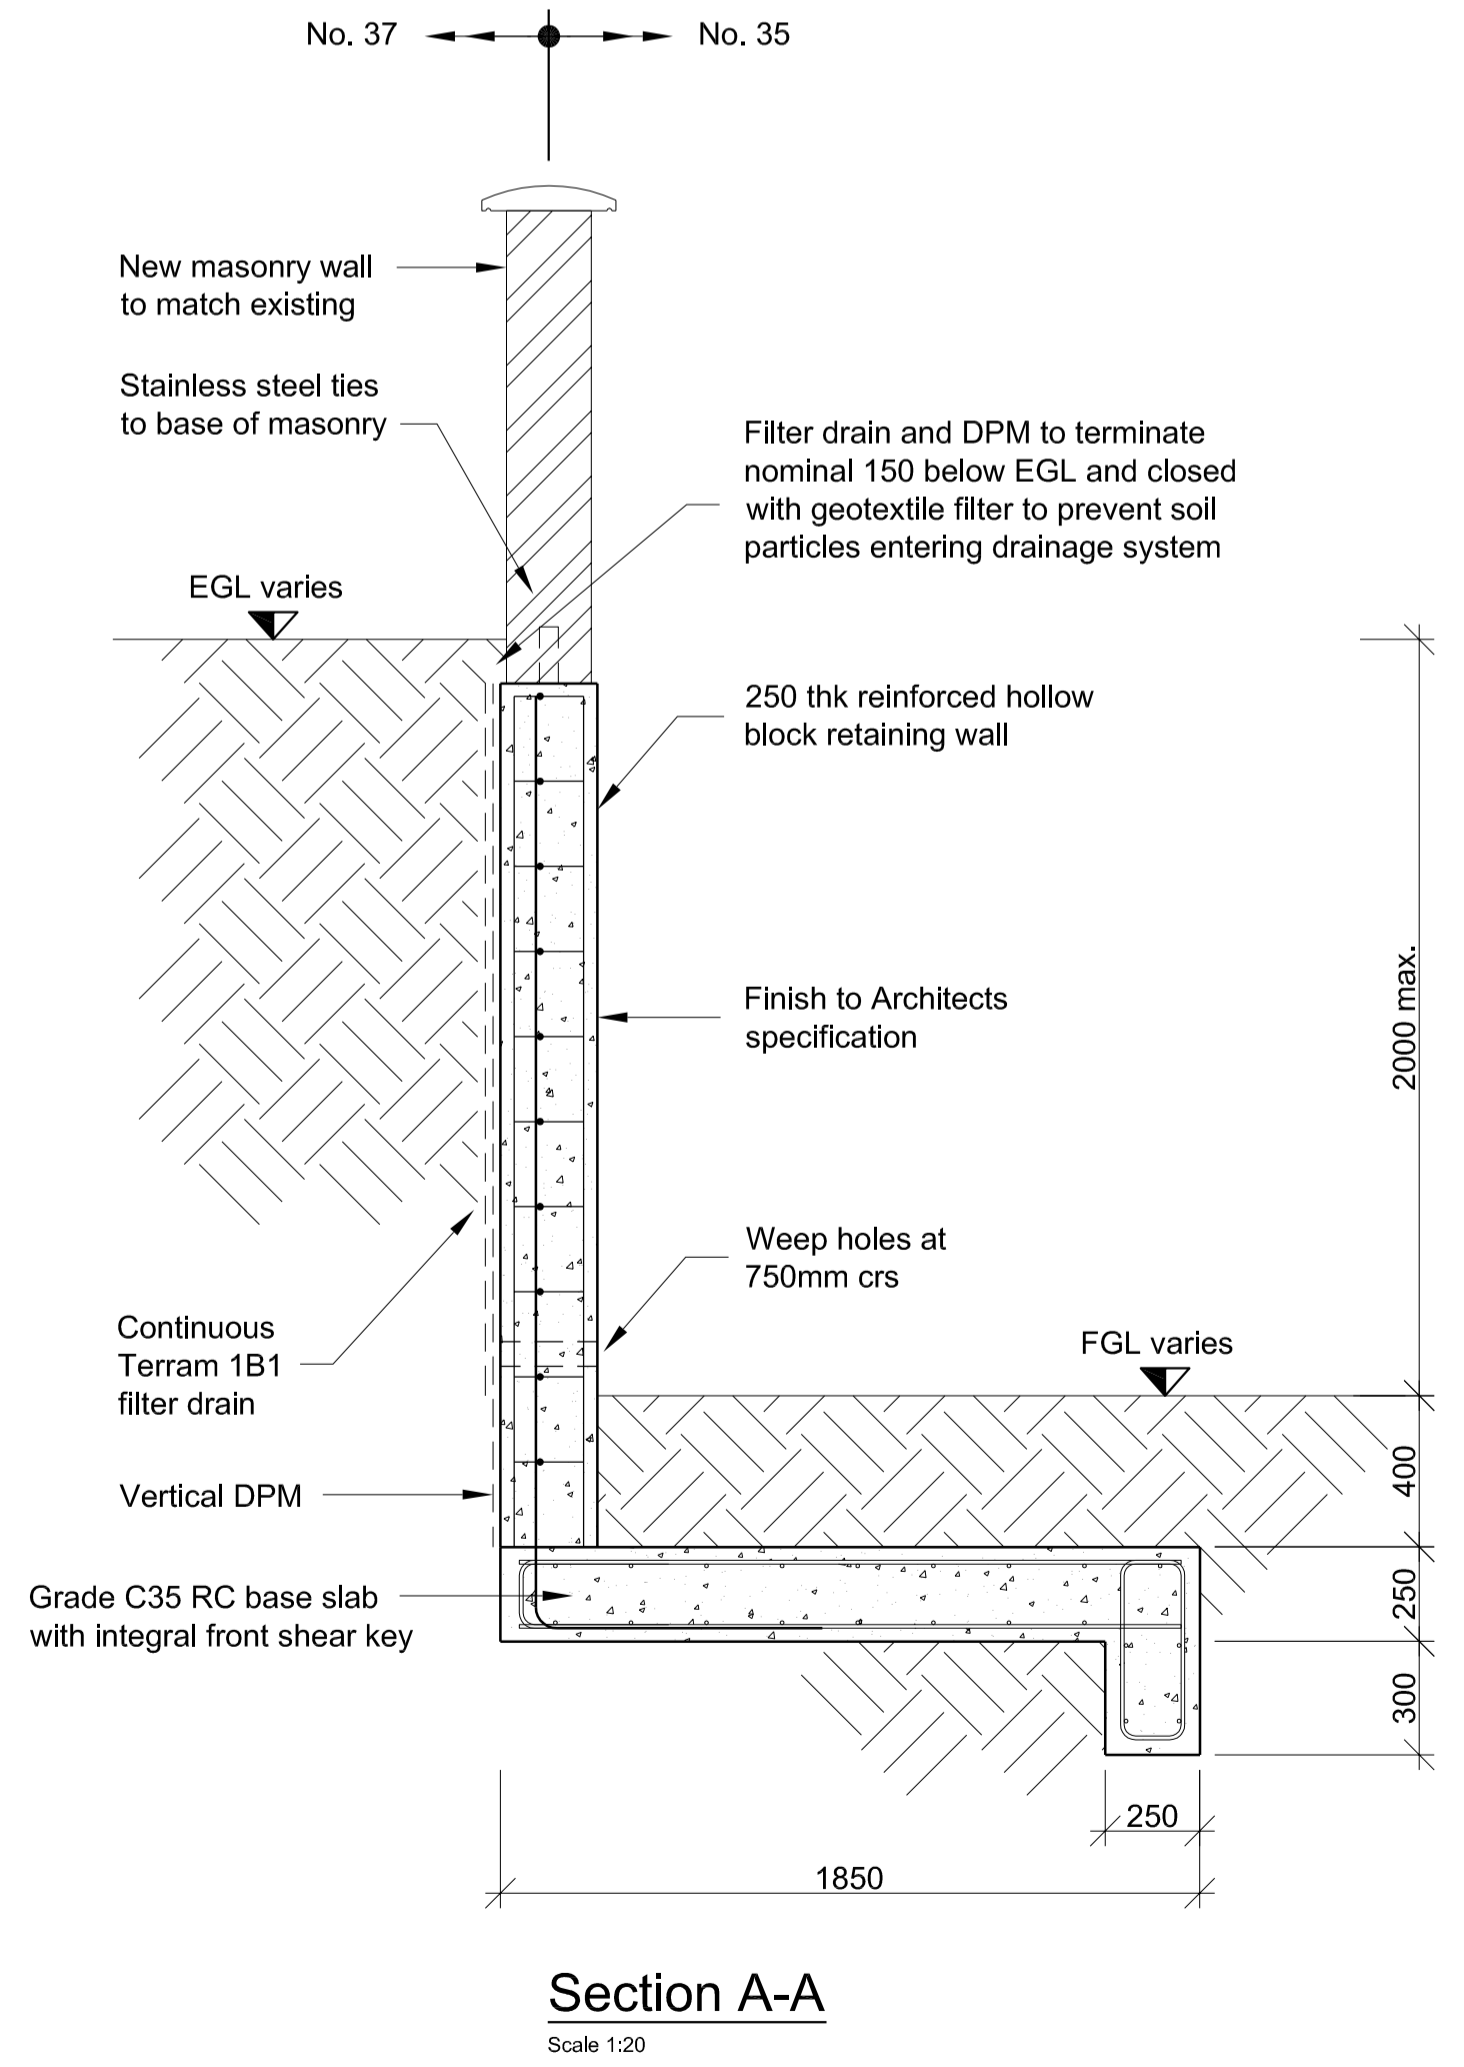 No. 37
No. 35
New masonry wall
to match existing
Stainless steel ties
to base of masonry
Filter drain and DPM to terminate
nominal 150 below EGL and closed
with geotextile filter to prevent soil
particles entering drainage system
EGL varies
250 thk reinforced hollow
block retaining wall
2000 max.
Finish to Architects
specification
Weep holes at
750mm crs
Continuous
Terram 1B1
filter drain
FGL varies
400
Vertical DPM
Grade C35 RC base slab
with integral front shear key
250
300
250
1850
Section A-A
Scale 1:20